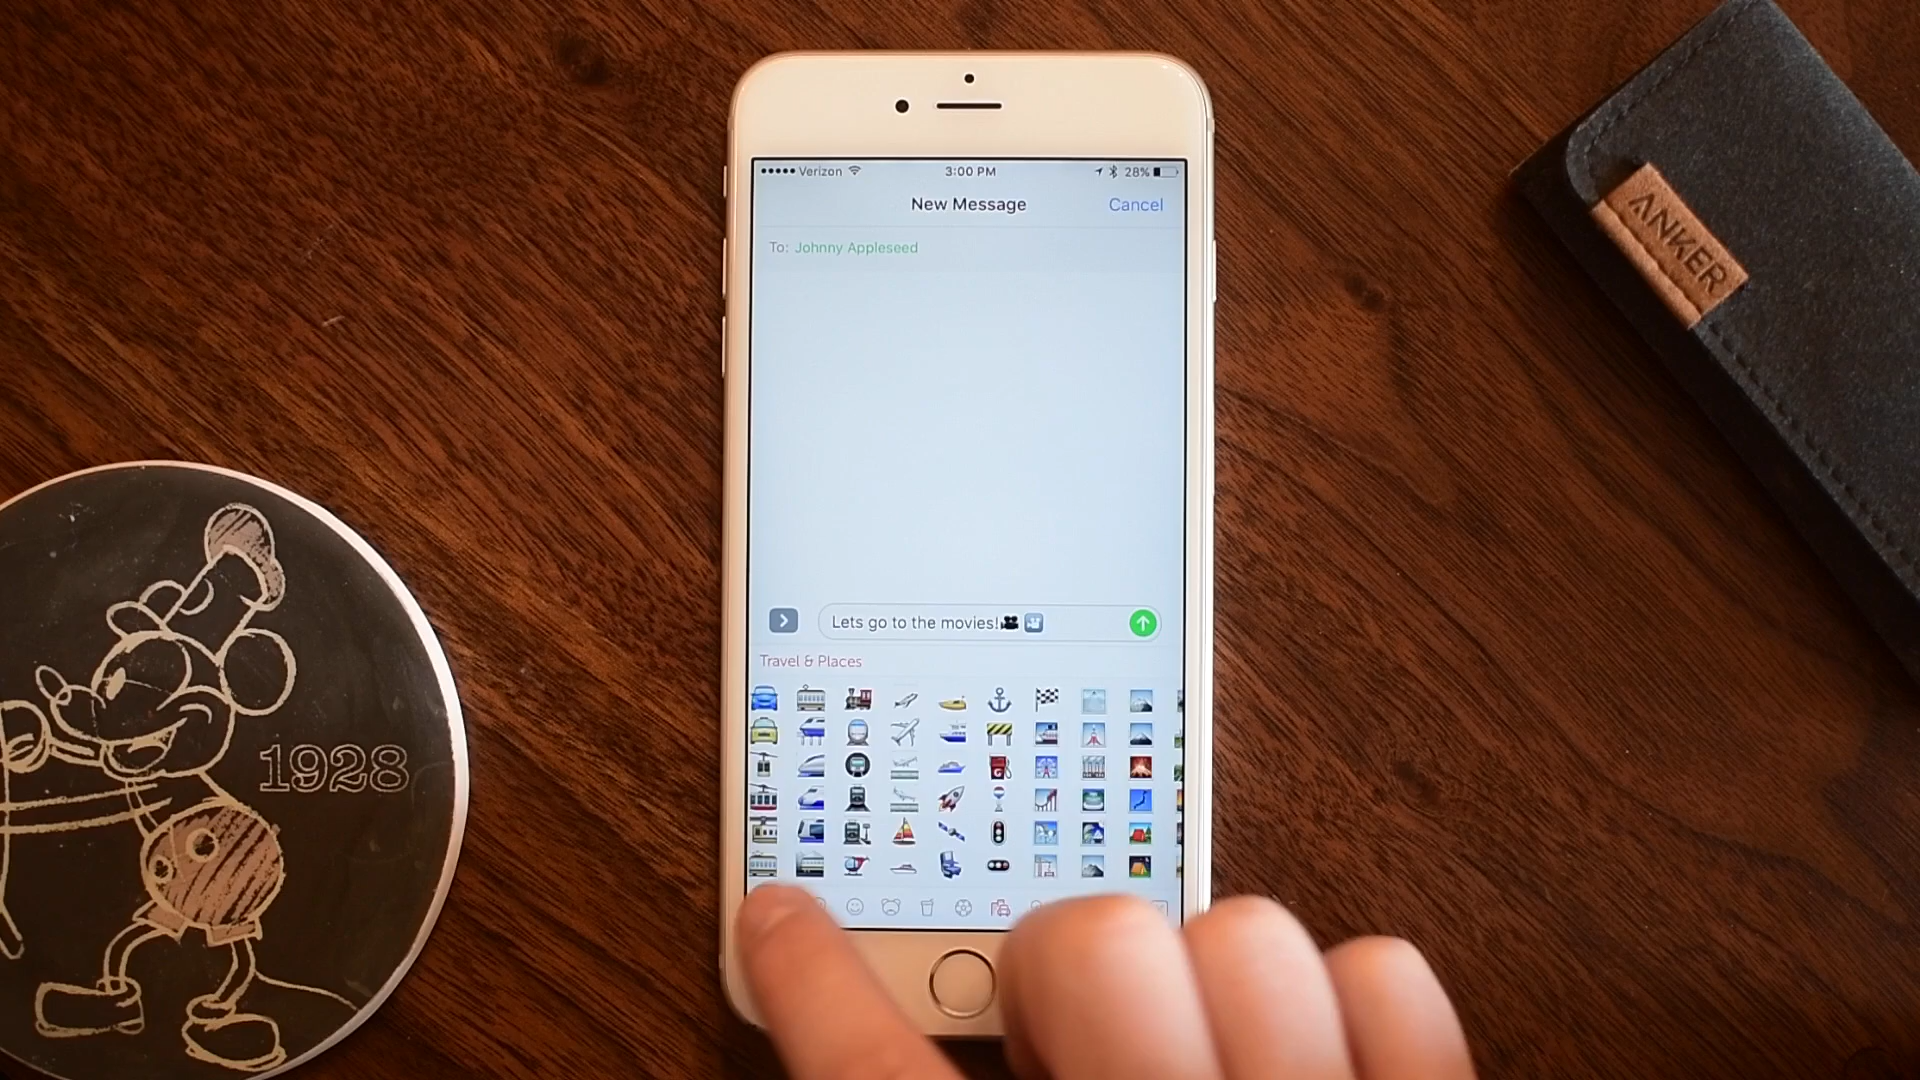 Verizon 3:00 PM 28%
New Message Cancel
To: Johnny Appleseed
Lets go to the movies!
Travel & Places
ANKER
1928